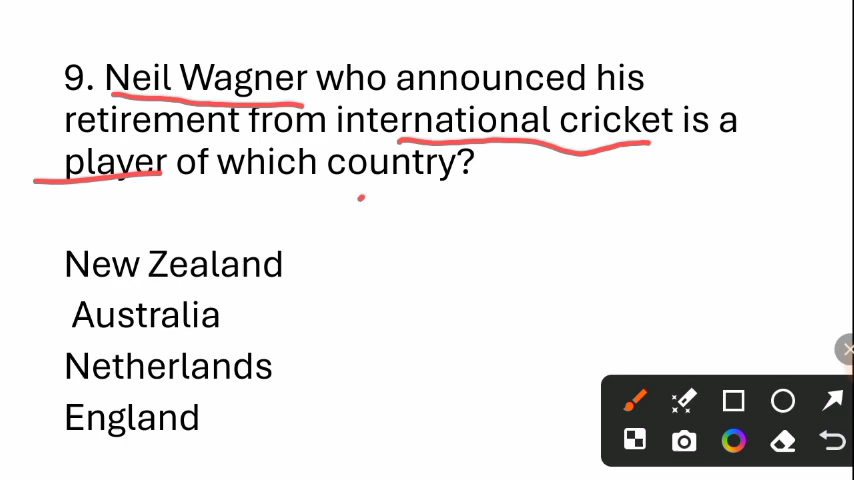 9. Neil Wagner who announced his
retirement from international cricket is a
player of which country?
New Zealand
Australia
Netherlands
England